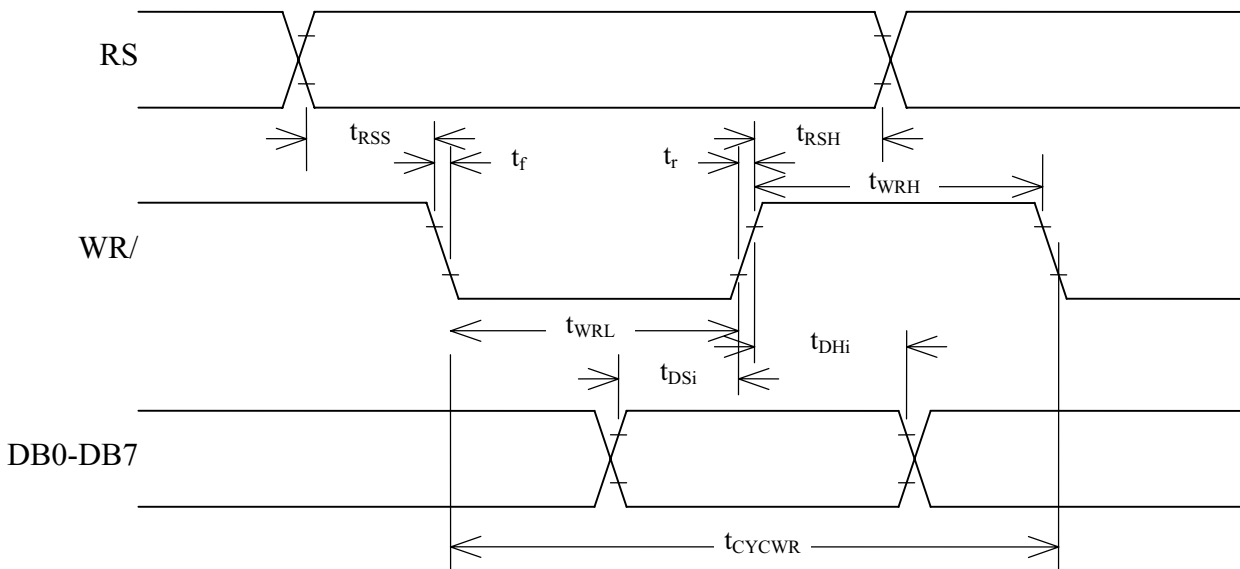 RS
tRSS
tRSH
tf
tr
tWRH
WR/
tWRL
tDHi
tDSi
DB0-DB7
tCYCWR